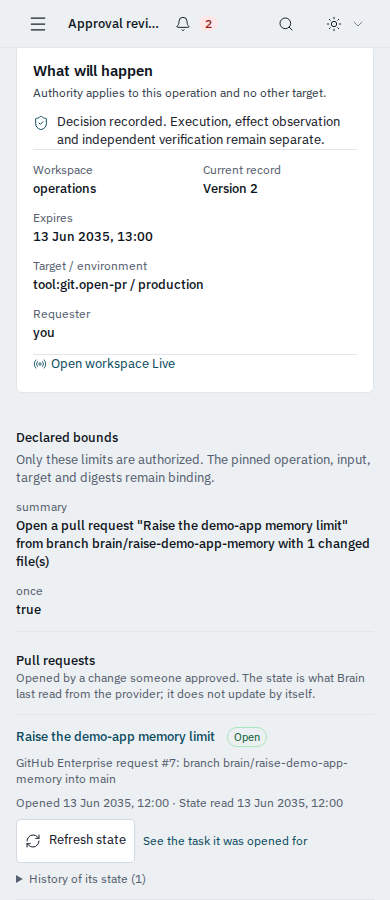 Approval revi...
2
What will happen
Authority applies to this operation and no other target.
Decision recorded. Execution, effect observation
and independent verification remain separate.
Workspace
operations
Current record
Version 2
Expires
13 Jun 2035, 13:00
Target / environment
tool:git.open-pr / production
Requester
you
Open workspace Live
Declared bounds
Only these limits are authorized. The pinned operation, input,
target and digests remain binding.
summary
Open a pull request "Raise the demo-app memory limit"
from branch brain/raise-demo-app-memory with 1 changed
file(s)
once
true
Pull requests
Opened by a change someone approved. The state is what Brain
last read from the provider; it does not update by itself.
Raise the demo-app memory limit
Open
GitHub Enterprise request #7: branch brain/raise-demo-app-
memory into main
Opened 13 Jun 2035, 12:00 · State read 13 Jun 2035, 12:00
Refresh state
See the task it was opened for
History of its state (1)